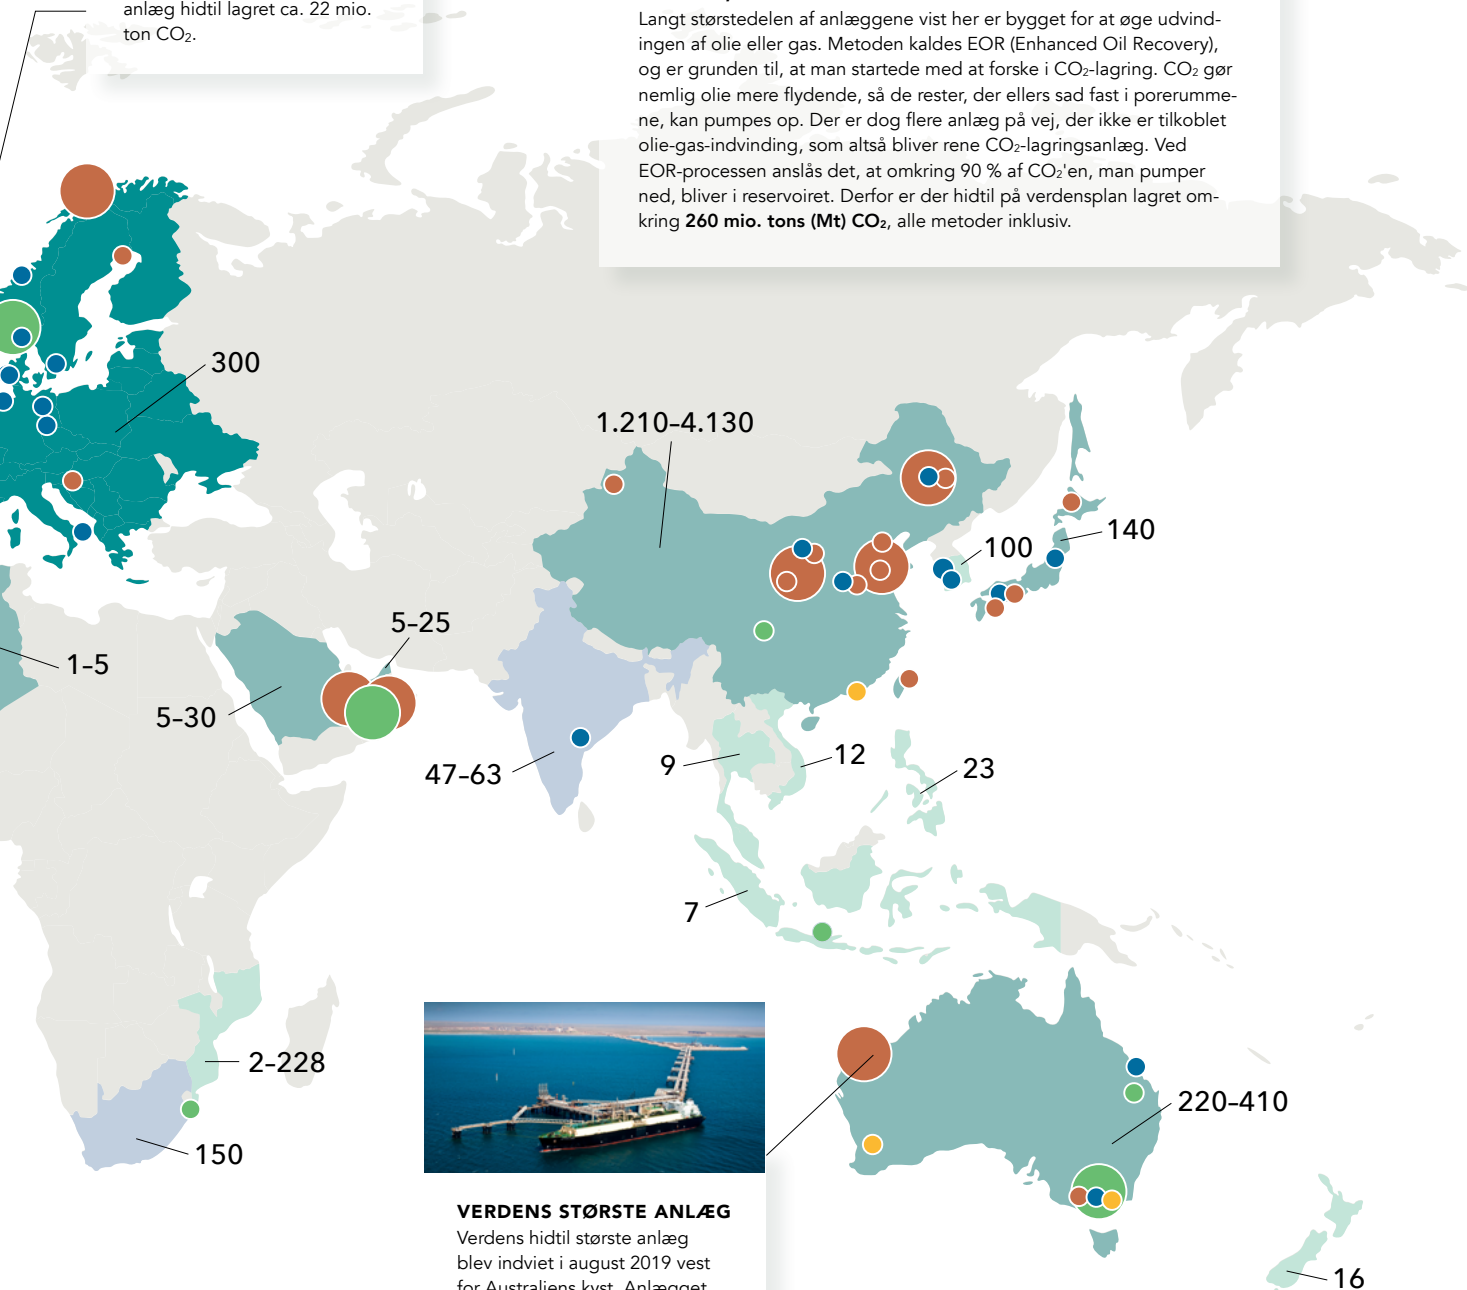 anlæg hidtil lagret ca. 22 mio.
ton CO₂.
Langt størstedelen af anlæggene vist her er bygget for at øge udvind-
ingen af olie eller gas. Metoden kaldes EOR (Enhanced Oil Recovery),
og er grunden til, at man startede med at forske i CO₂-lagring. CO₂ gør
nemlig olie mere flydende, så de rester, der ellers sad fast i porerumme-
ne, kan pumpes op. Der er dog flere anlæg på vej, der ikke er tilkoblet
olie-gas-indvinding, som altså bliver rene CO₂-lagringsanlæg. Ved
EOR-processen anslås det, at omkring 90 % af CO₂'en, man pumper
ned, bliver i reservoiret. Derfor er der hidtil på verdensplan lagret om-
kring 260 mio. tons (Mt) CO₂, alle metoder inklusiv.
300
1.210–4.130
140
100
5–25
1–5
5–30
47–63
9
12
23
7
2–228
150
220–410
16
VERDENS STØRSTE ANLÆG
Verdens hidtil største anlæg
blev indviet i august 2019 vest
for Australiens kyst. Anlægget